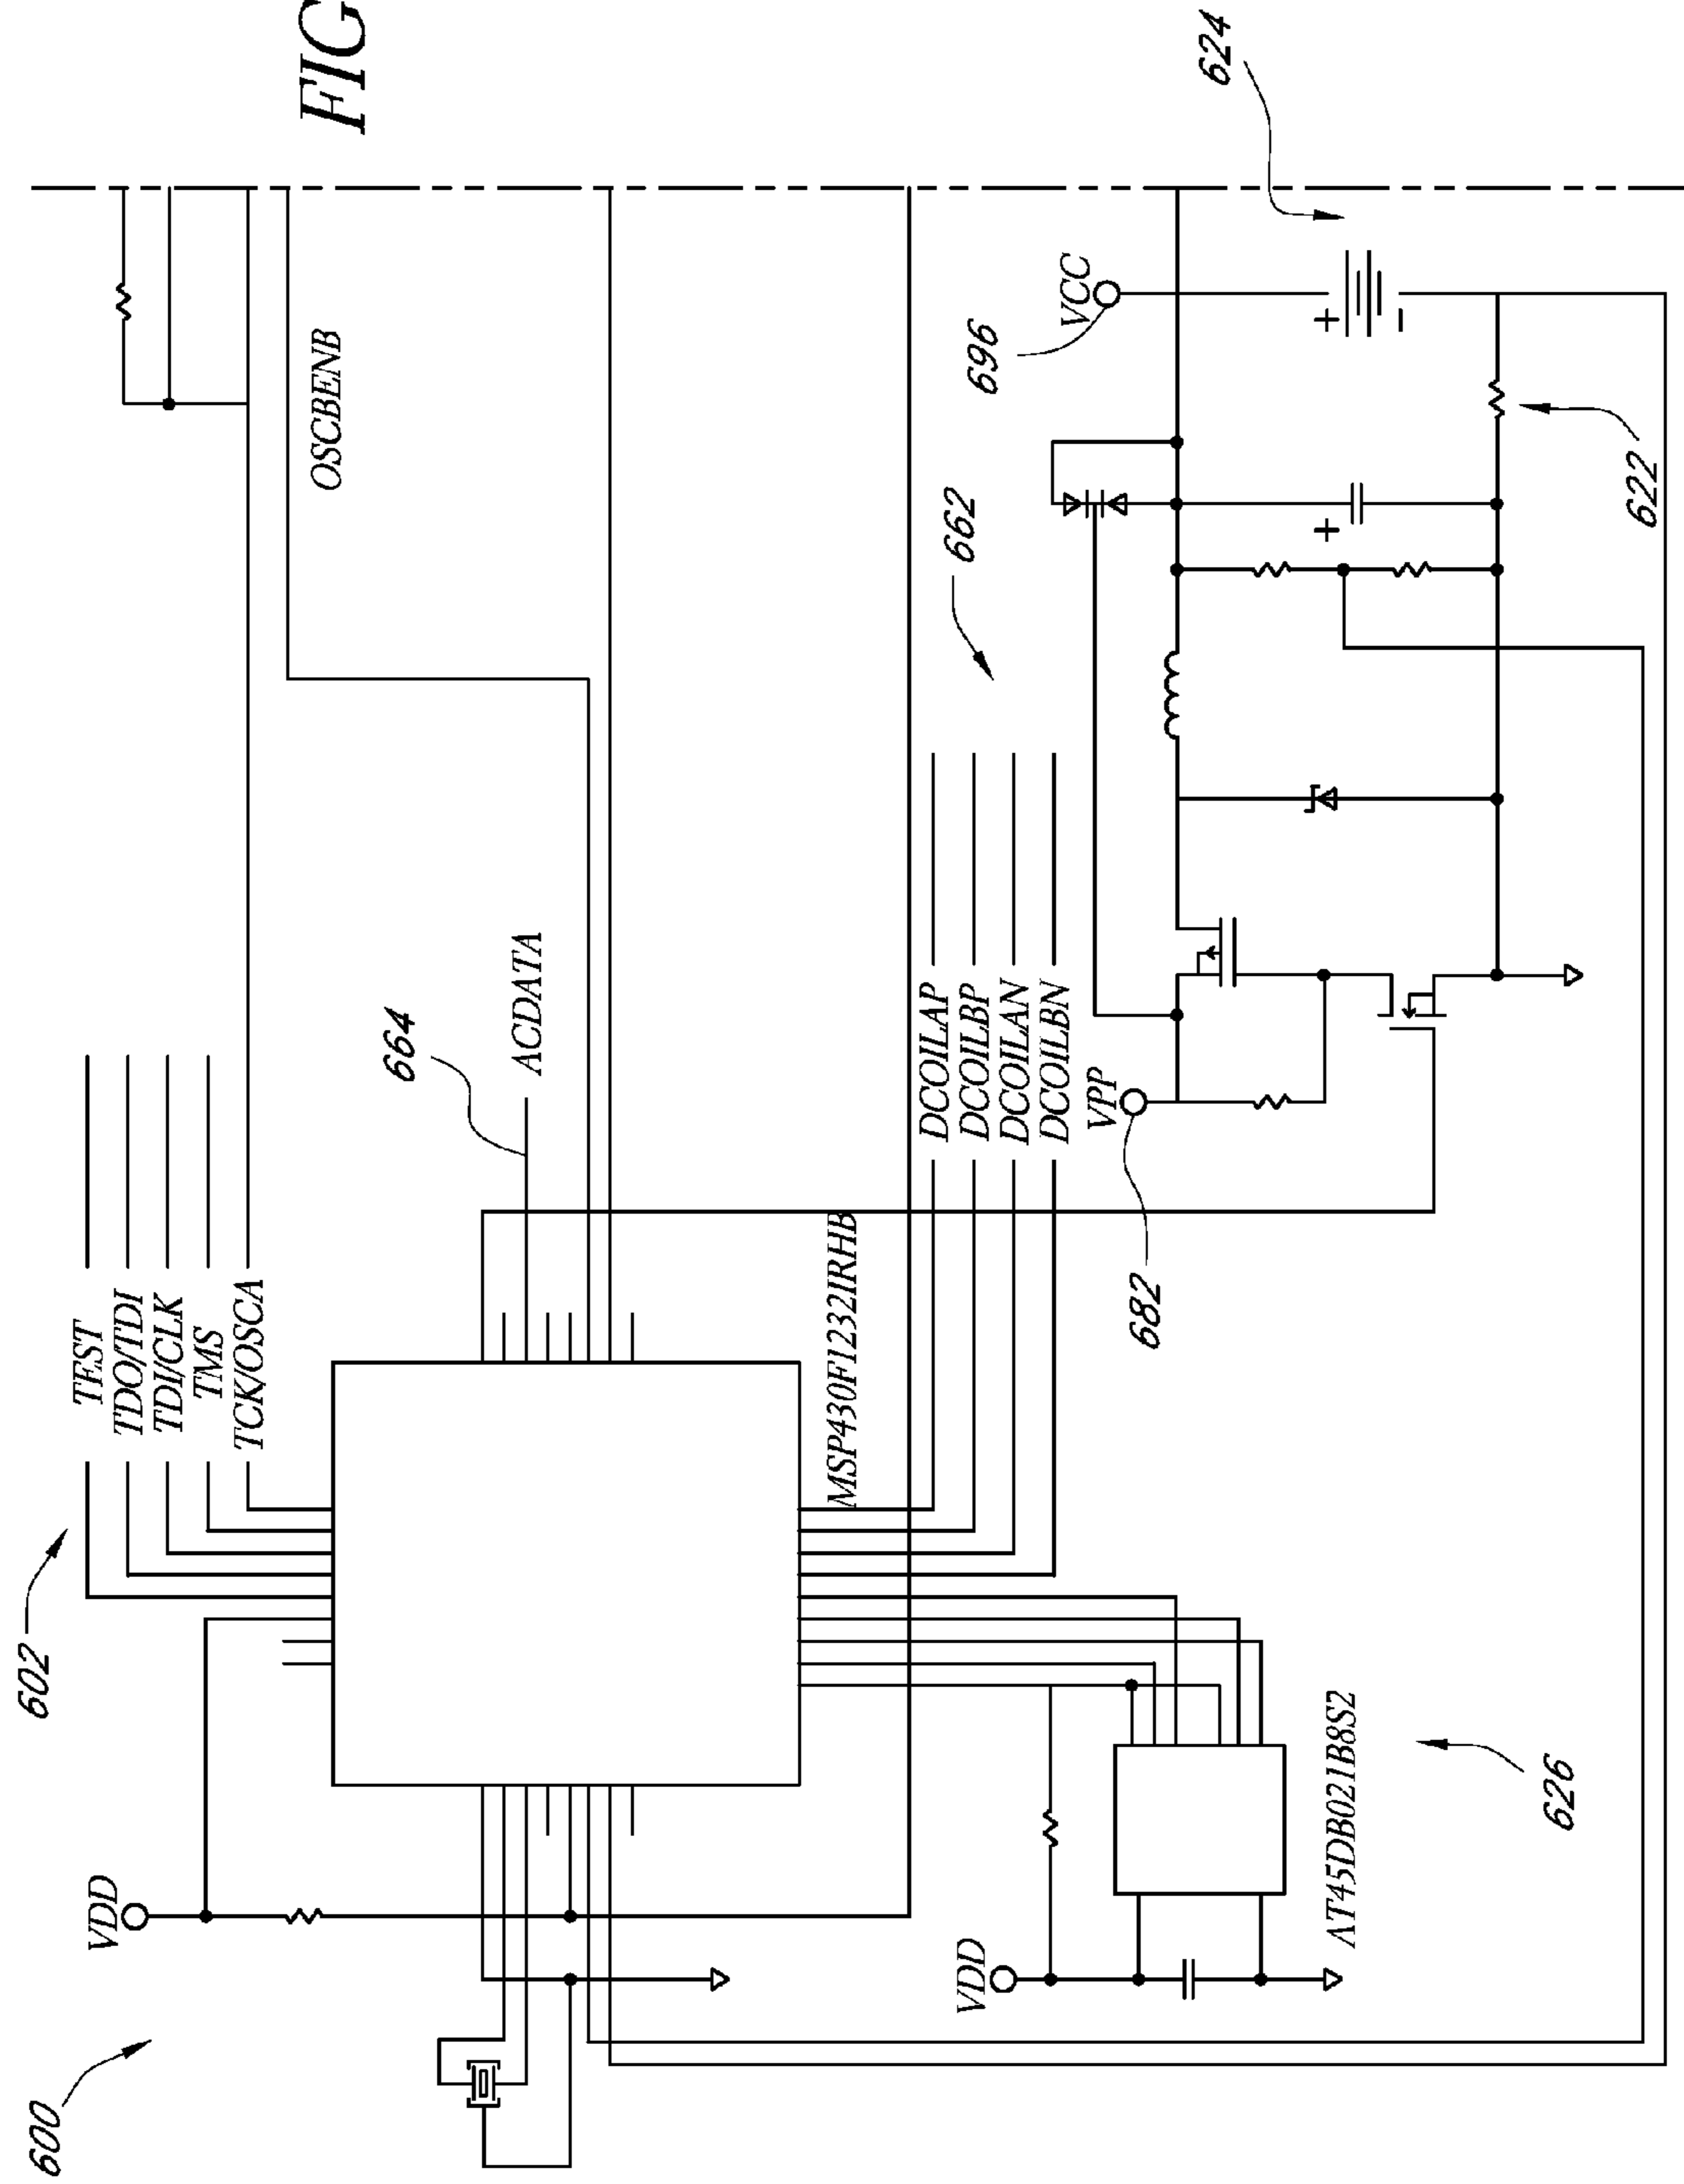 FIG
600
602
VDD
TEST
TDO/TDI
TDI/CLK
TMS
TCK/OSCA
OSCBENB
664
ACDATA
MSP430F1232IRHB
DCOILAP
DCOILBP
DCOILAN
DCOILBN
662
VPP
682
696
VCC
624
+
-
+
622
VDD
AT45DB021B8S2
626